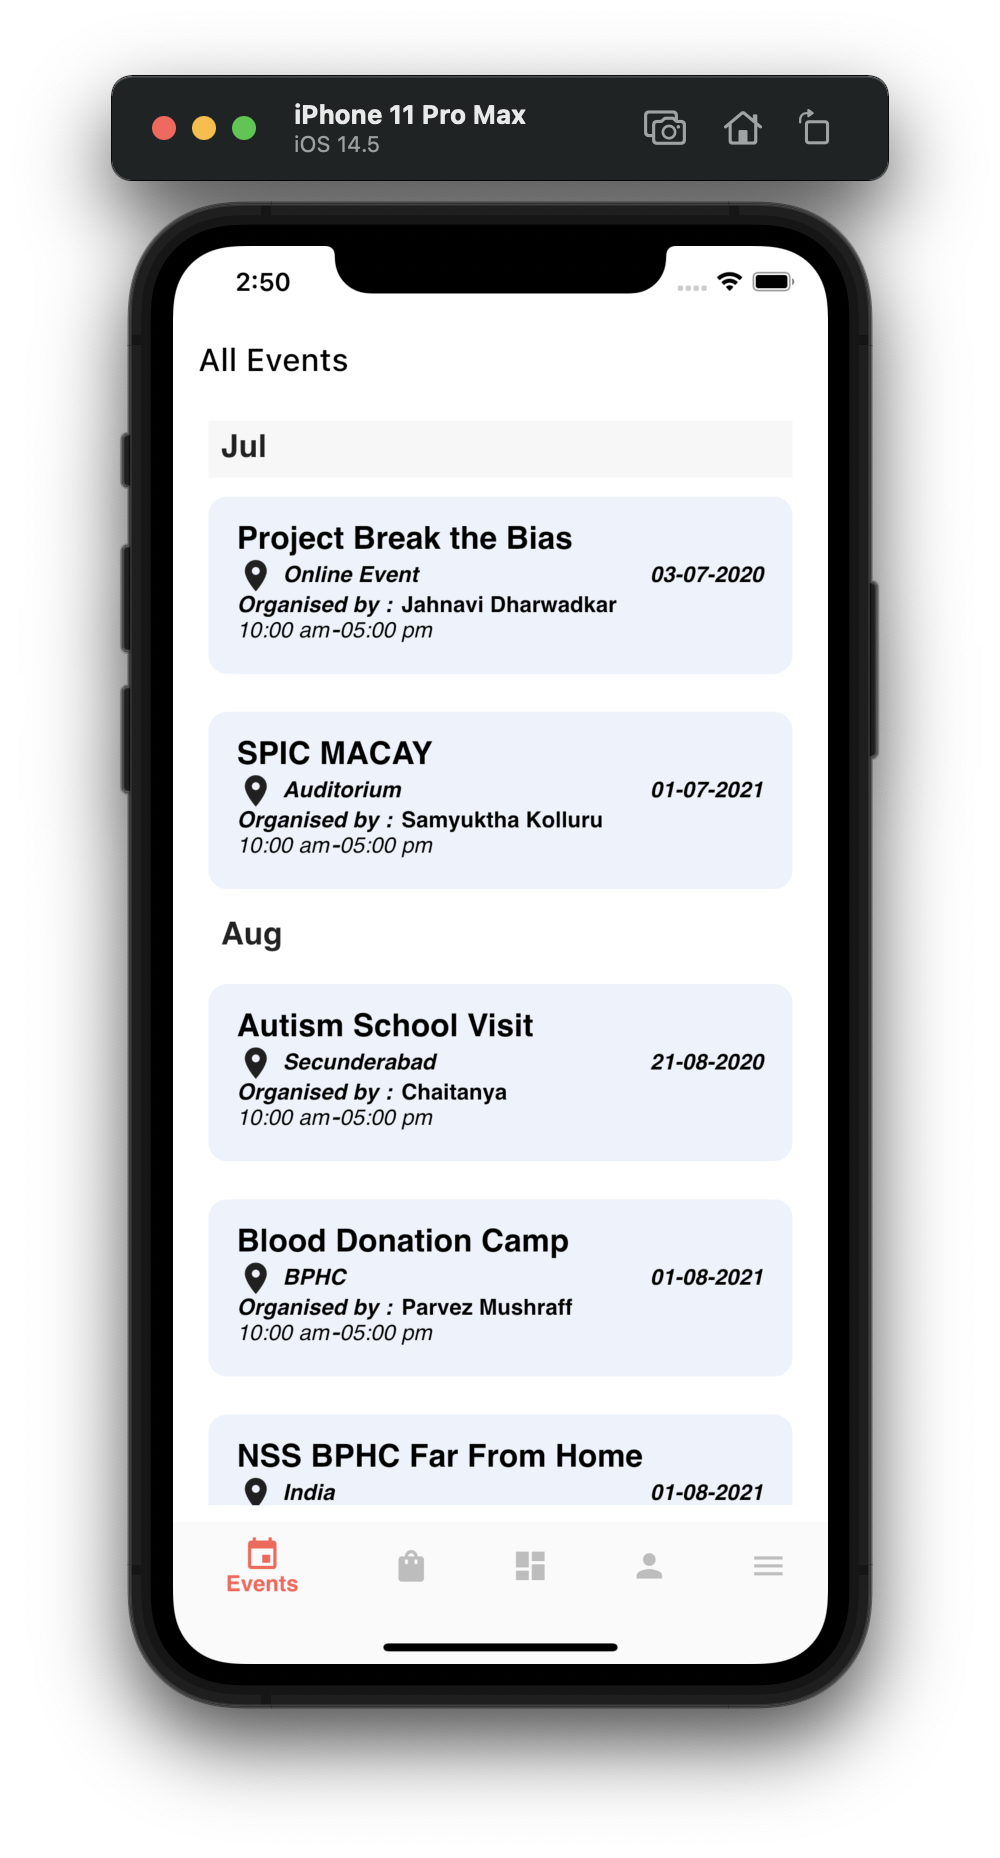 iPhone 11 Pro Max
iOS 14.5
2:50
All Events
Jul
Project Break the Bias
Online Event 03-07-2020
Organised by : Jahnavi Dharwadkar
10:00 am-05:00 pm
SPIC MACAY
Auditorium 01-07-2021
Organised by : Samyuktha Kolluru
10:00 am-05:00 pm
Aug
Autism School Visit
Secunderabad 21-08-2020
Organised by : Chaitanya
10:00 am-05:00 pm
Blood Donation Camp
BPHC 01-08-2021
Organised by : Parvez Mushraff
10:00 am-05:00 pm
NSS BPHC Far From Home
India 01-08-2021
Events